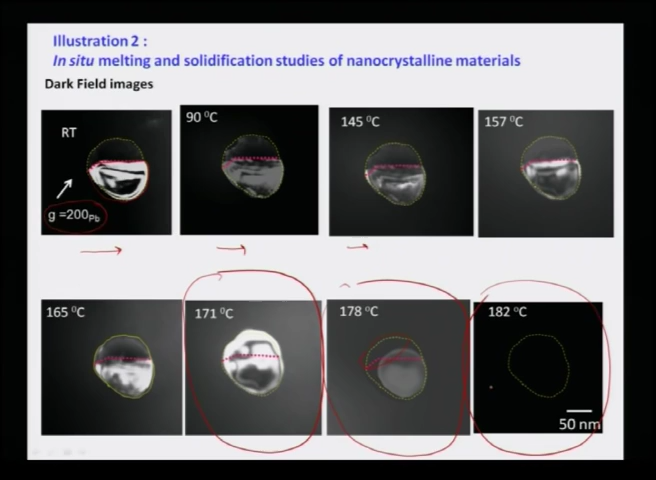 Illustration 2 :
In situ melting and solidification studies of nanocrystalline materials
Dark Field images
RT
g =200Pb
90 ⁰C
145 ⁰C
157 ⁰C
165 ⁰C
171 ⁰C
178 ⁰C
182 ⁰C
50 nm